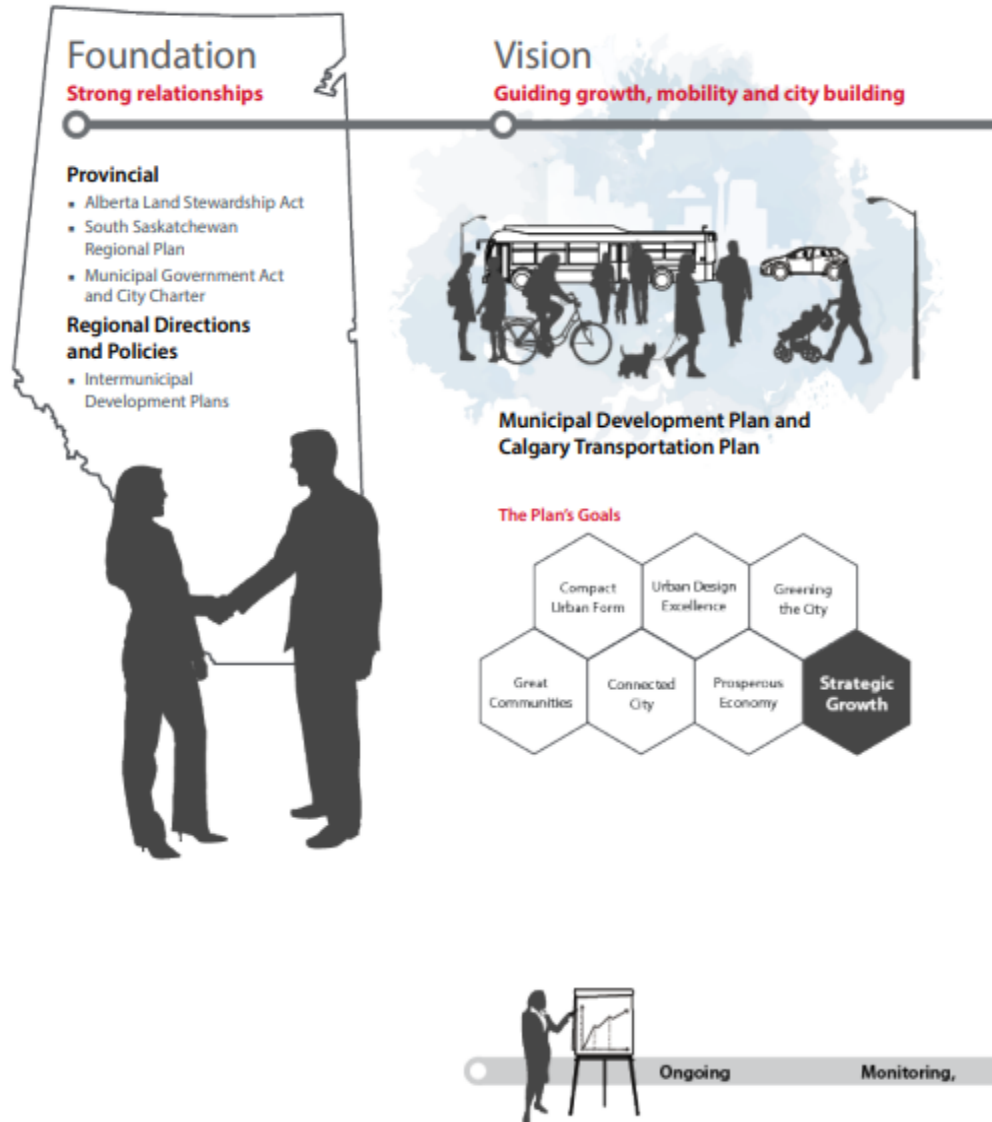 Foundation
Strong relationships
Provincial
▪ Alberta Land Stewardship Act
▪ South Saskatchewan
Regional Plan
▪ Municipal Government Act
and City Charter
Regional Directions
and Policies
▪ Intermunicipal
Development Plans
Vision
Guiding growth, mobility and city building
Municipal Development Plan and
Calgary Transportation Plan
The Plan's Goals
Compact
Urban Form
Urban Design
Excellence
Greening
the City
Great
Communities
Connected
City
Prosperous
Economy
Strategic
Growth
Ongoing Monitoring,